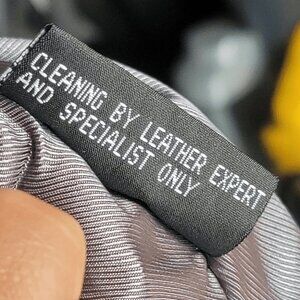 CLEANING BY LEATHER EXPERT
AND SPECIALIST ONLY